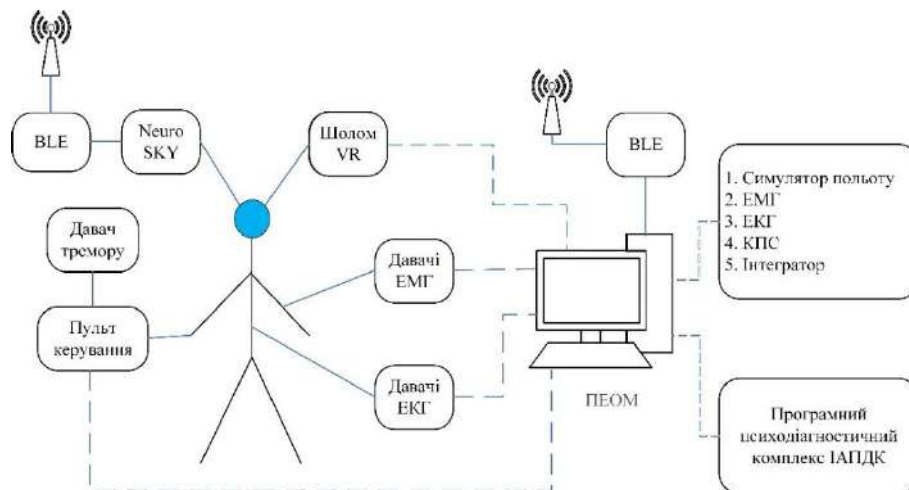 BLE
Neuro
SKY
Шолом
VR
BLE
1. Симулятор польоту
2. ЕМГ
3. ЕКГ
4. КПС
5. Інтегратор
Давач
тремору
Давачі
ЕМГ
Пульт
керування
Давачі
ЕКГ
ПЕОМ
Програмний
психодіагностичний
комплекс ІАПДК